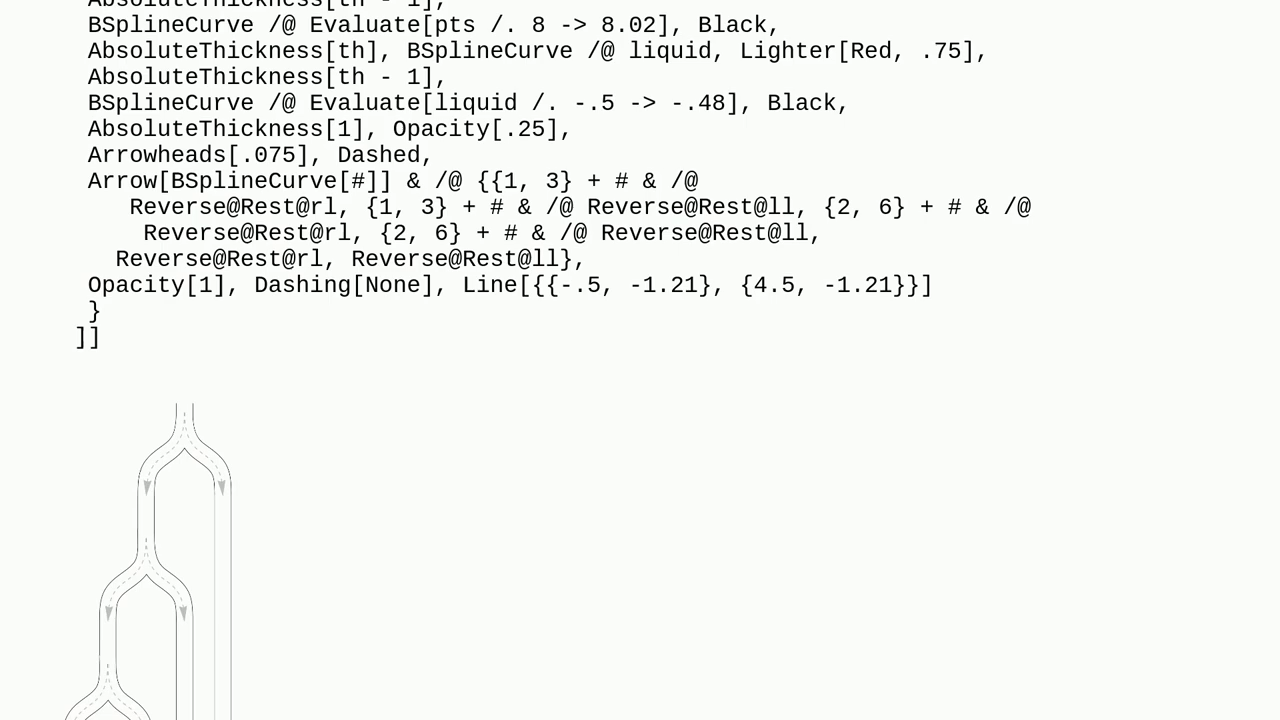 AbsoluteThickness[th - 1],
BSplineCurve /@ Evaluate[pts /. 8 -> 8.02], Black,
AbsoluteThickness[th], BSplineCurve /@ liquid, Lighter[Red, .75],
AbsoluteThickness[th - 1],
BSplineCurve /@ Evaluate[liquid /. -.5 -> -.48], Black,
AbsoluteThickness[1], Opacity[.25],
Arrowheads[.075], Dashed,
Arrow[BSplineCurve[#]] & /@ {{1, 3} + # & /@
Reverse@Rest@rl, {1, 3} + # & /@ Reverse@Rest@ll, {2, 6} + # & /@
Reverse@Rest@rl, {2, 6} + # & /@ Reverse@Rest@ll,
Reverse@Rest@rl, Reverse@Rest@ll},
Opacity[1], Dashing[None], Line[{{-.5, -1.21}, {4.5, -1.21}}]
}
]]